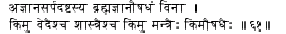 अज्ञानसर्पदष्टस्य ब्रह्मज्ञानौषधं विना ।
किमु वेदैश्च शास्त्रैश्च किमु मन्त्रैः किमौषधैः ॥ ६१॥